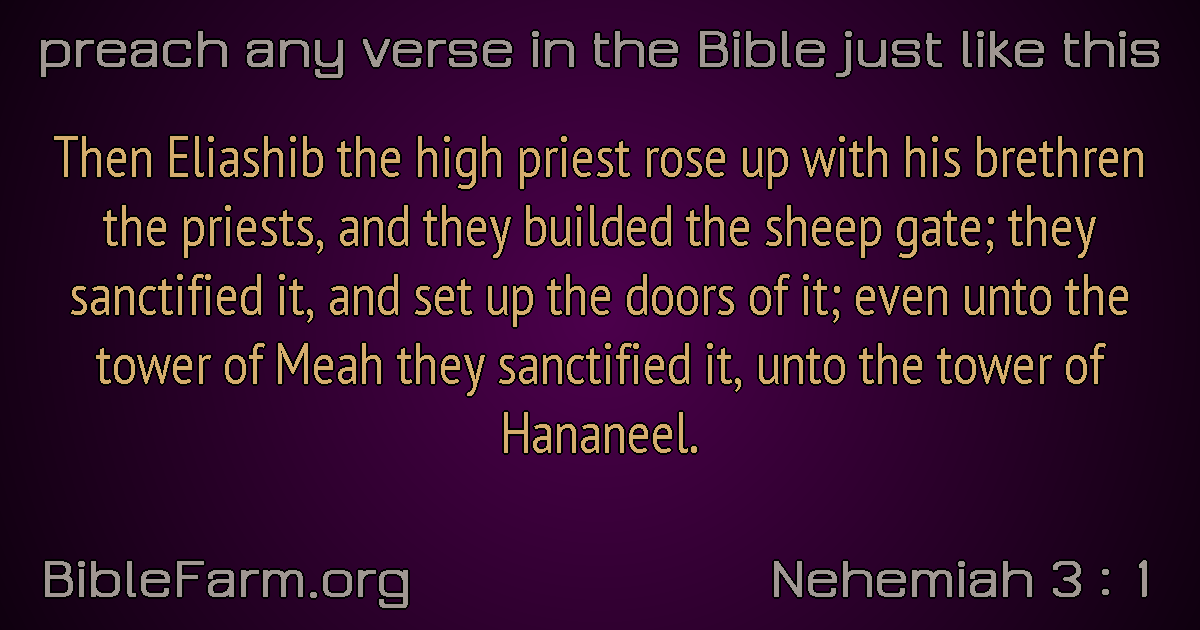 preach any verse in the Bible just like this
Then Eliashib the high priest rose up with his brethren
the priests, and they builded the sheep gate; they
sanctified it, and set up the doors of it; even unto the
tower of Meah they sanctified it, unto the tower of
Hananeel.
BibleFarm.org
Nehemiah 3 : 1